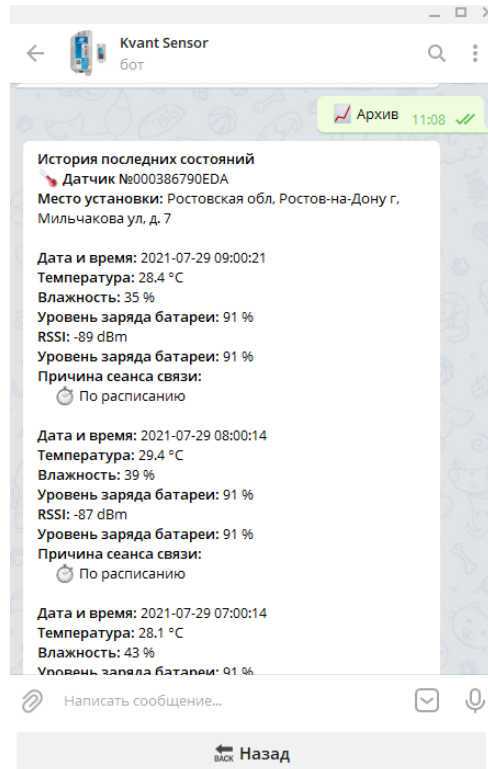 Kvant Sensor
бот
Архив 11:08
История последних состояний
Датчик №000386790EDA
Место установки: Ростовская обл, Ростов-на-Дону г,
Мильчакова ул, д. 7
Дата и время: 2021-07-29 09:00:21
Температура: 28.4 °C
Влажность: 35 %
Уровень заряда батареи: 91 %
RSSI: -89 dBm
Уровень заряда батареи: 91 %
Причина сеанса связи:
По расписанию
Дата и время: 2021-07-29 08:00:14
Температура: 29.4 °C
Влажность: 39 %
Уровень заряда батареи: 91 %
RSSI: -87 dBm
Уровень заряда батареи: 91 %
Причина сеанса связи:
По расписанию
Дата и время: 2021-07-29 07:00:14
Температура: 28.1 °C
Влажность: 43 %
Уровень заряда батареи: 91 %
Написать сообщение...
BACK Назад